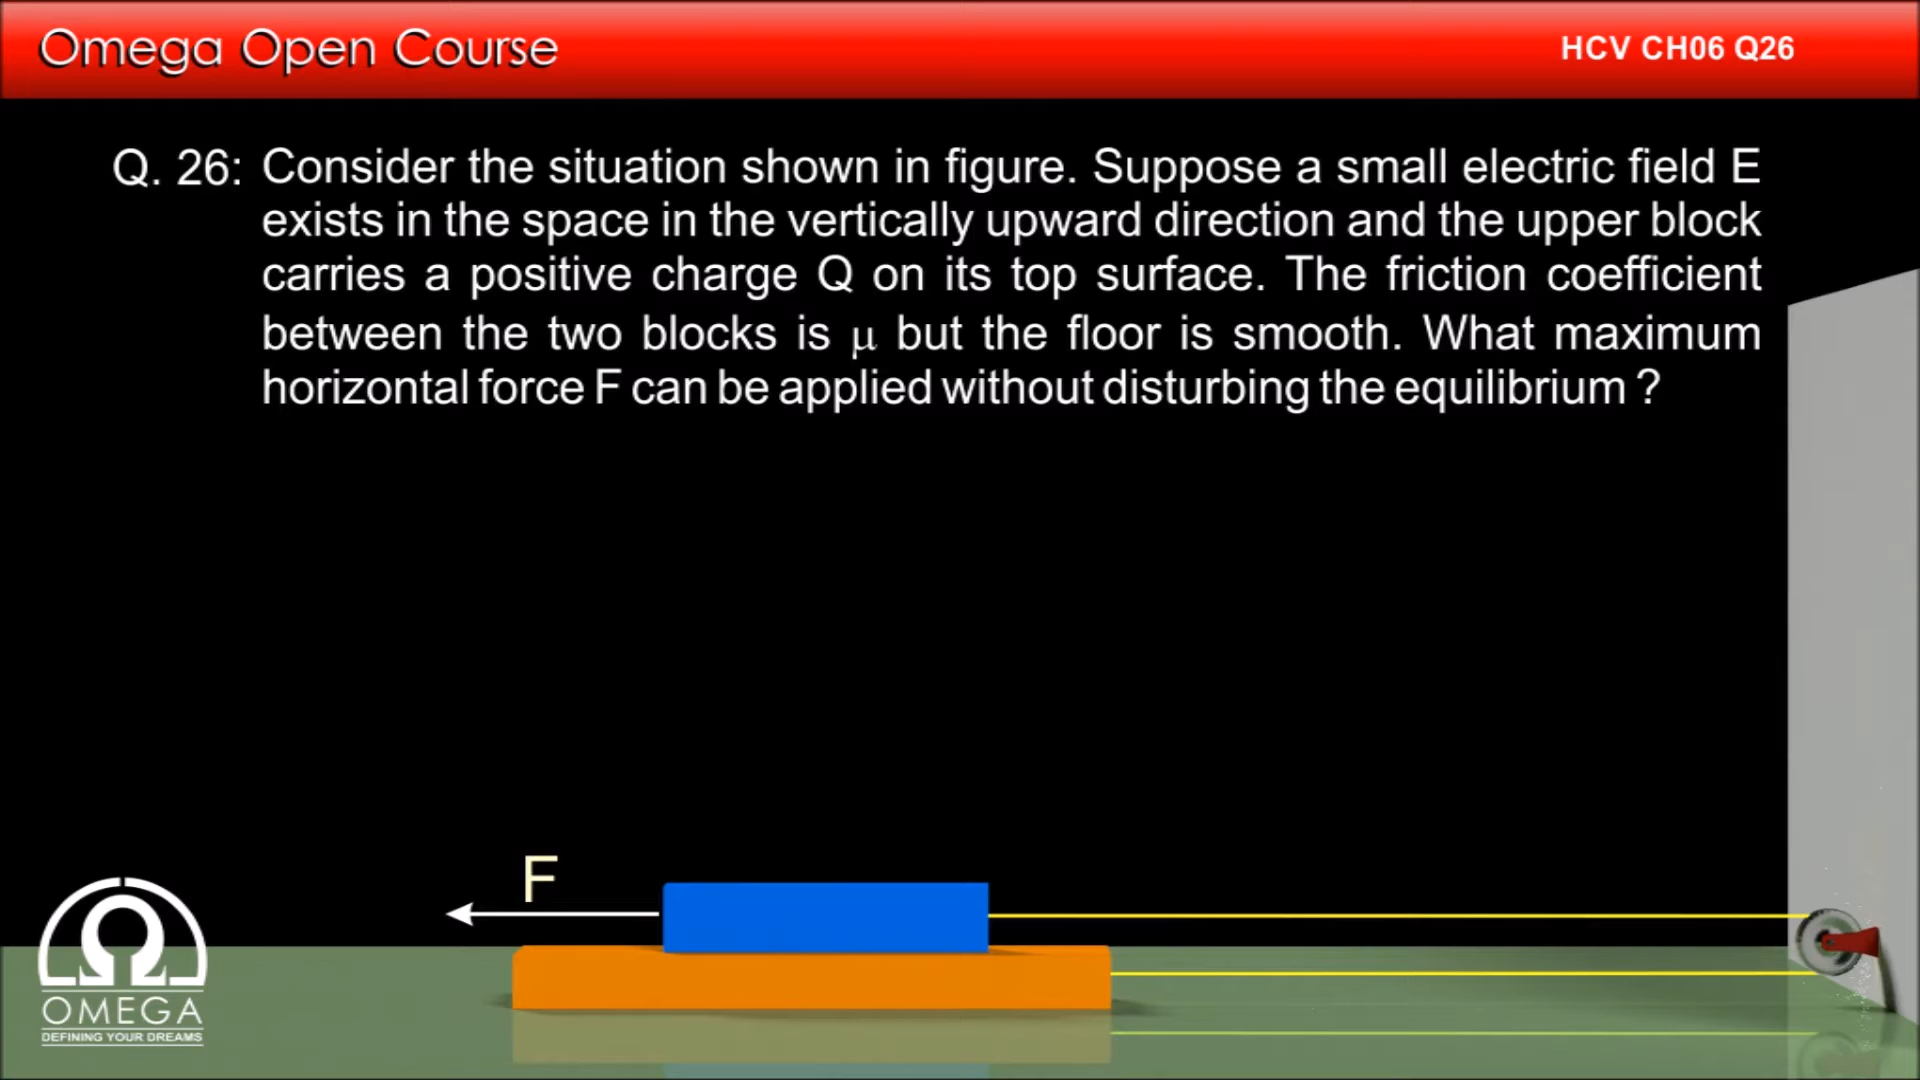 Omega Open Course
HCV CH06 Q26
Q. 26: Consider the situation shown in figure. Suppose a small electric field E
exists in the space in the vertically upward direction and the upper block
carries a positive charge Q on its top surface. The friction coefficient
between the two blocks is μ but the floor is smooth. What maximum
horizontal force F can be applied without disturbing the equilibrium ?
F
OMEGA
DEFINING YOUR DREAMS